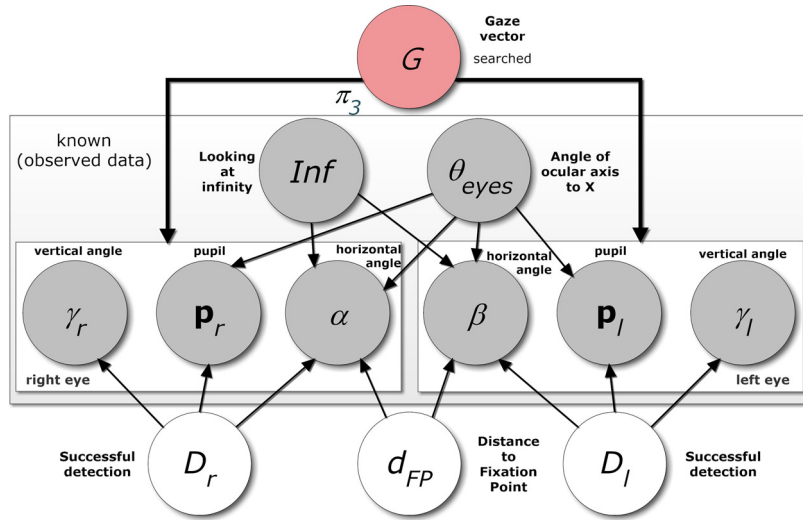 Gaze
vector
searched
G
π3
known
(observed data)
Looking
at
infinity
Inf
θeyes
Angle of
ocular axis
to X
vertical angle
pupil
horizontal
angle
horizontal
angle
pupil
vertical angle
γr
pr
α
β
pl
γl
right eye
left eye
Successful
detection
Dr
dFP
Distance to
Fixation
Point
Dl
Successful
detection